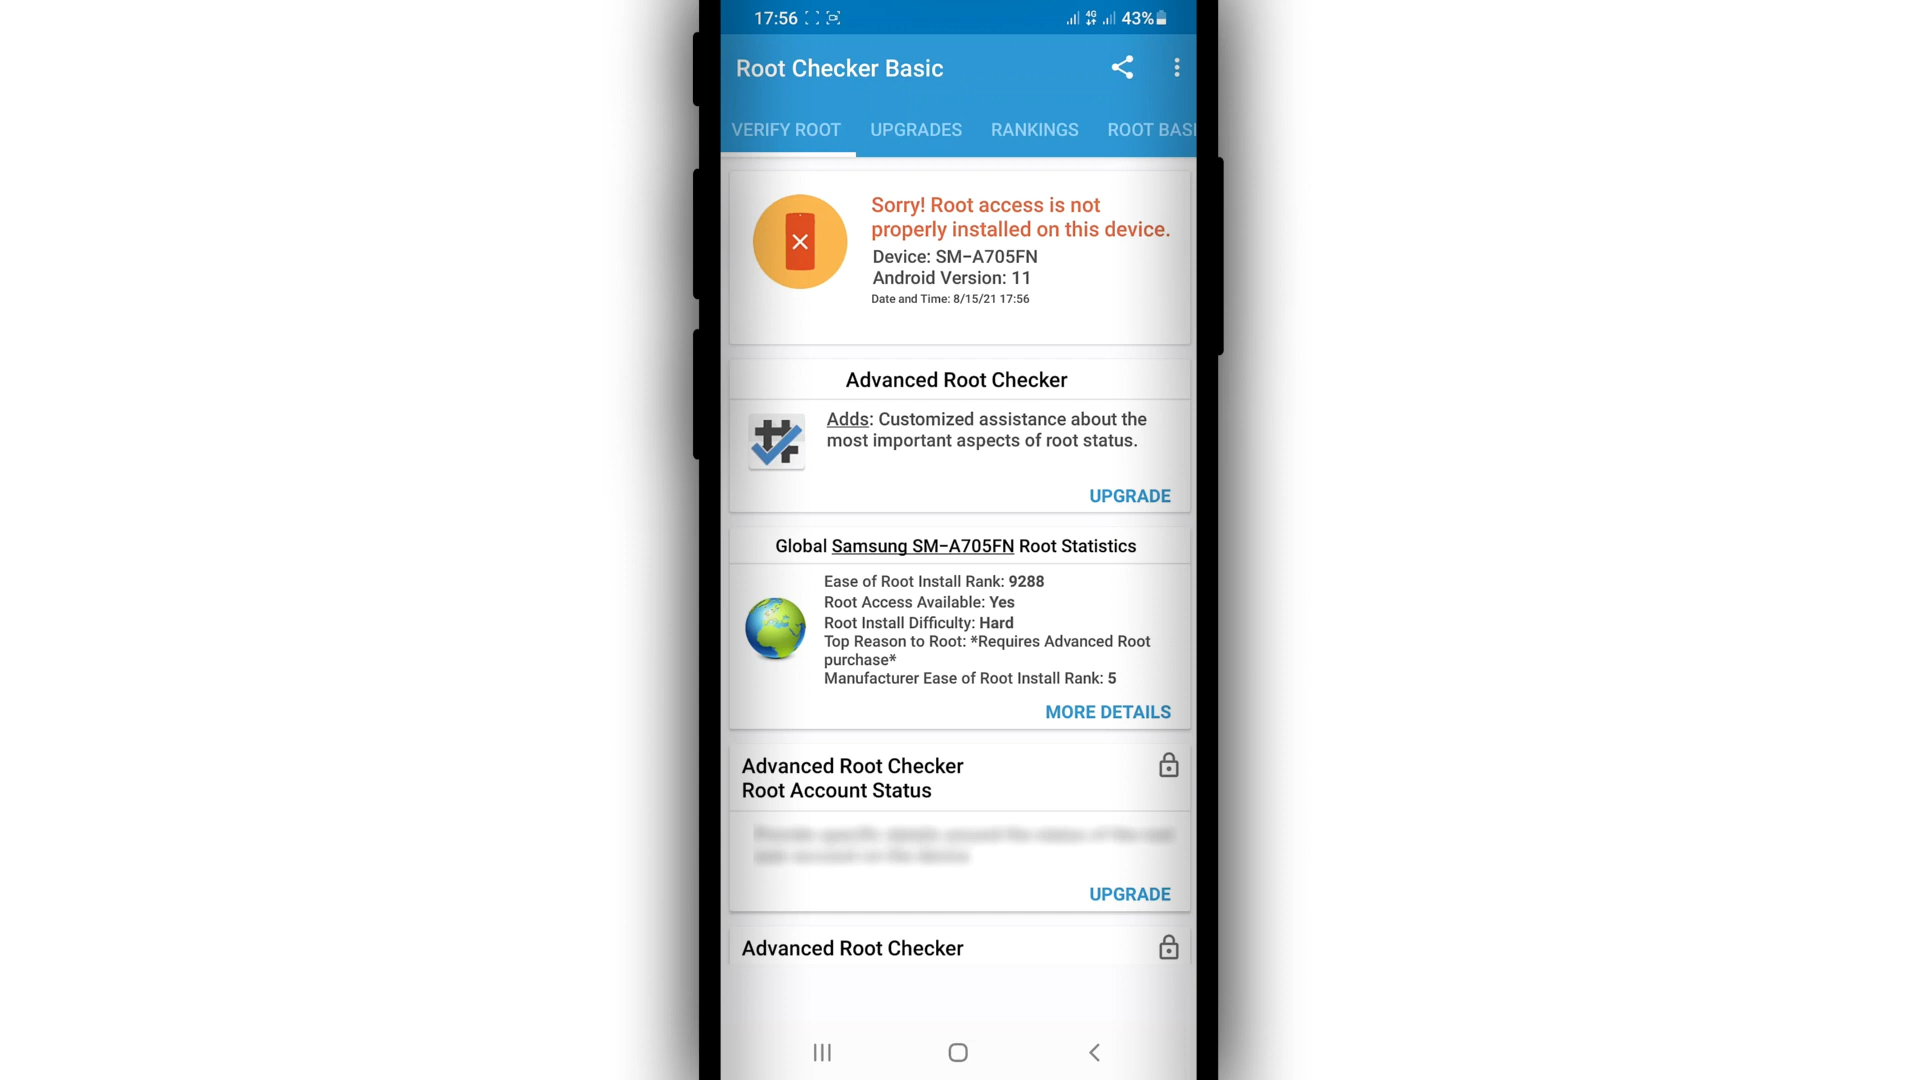 17:56 4G 43%
Root Checker Basic
VERIFY ROOT UPGRADES RANKINGS ROOT BASI
Sorry! Root access is not
properly installed on this device.
Device: SM-A705FN
Android Version: 11
Date and Time: 8/15/21 17:56
Advanced Root Checker
Adds: Customized assistance about the
most important aspects of root status.
UPGRADE
Global Samsung SM-A705FN Root Statistics
Ease of Root Install Rank: 9288
Root Access Available: Yes
Root Install Difficulty: Hard
Top Reason to Root: *Requires Advanced Root
purchase*
Manufacturer Ease of Root Install Rank: 5
MORE DETAILS
Advanced Root Checker
Root Account Status
UPGRADE
Advanced Root Checker